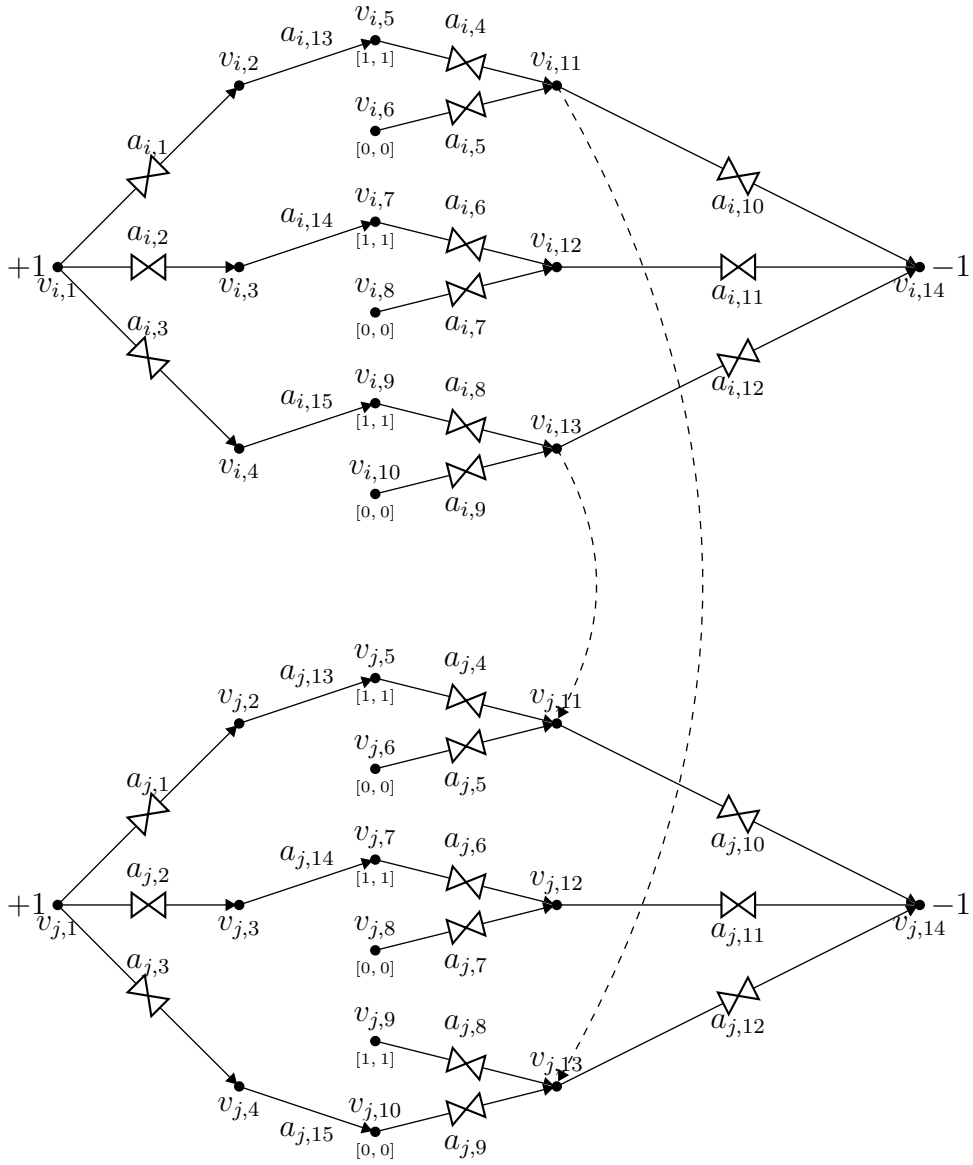 v_{i,5}
a_{i,13} a_{i,4}
[1, 1]
v_{i,2} v_{i,11}
v_{i,6}
a_{i,1} a_{i,5}
[0, 0]
a_{i,10}
v_{i,7}
a_{i,14} a_{i,6}
a_{i,2} [1, 1] v_{i,12}
+1 −1
v_{i,1} v_{i,3} v_{i,8} a_{i,11} v_{i,14}
a_{i,3} a_{i,7}
[0, 0]
v_{i,9} a_{i,8} a_{i,12}
a_{i,15}
[1, 1] v_{i,13}
v_{i,4} v_{i,10}
a_{i,9}
[0, 0]
v_{j,5}
a_{j,13} a_{j,4}
[1, 1]
v_{j,2} v_{j,11}
v_{j,6}
a_{j,1} a_{j,5}
[0, 0]
a_{j,10}
v_{j,7}
a_{j,14} a_{j,6}
a_{j,2} [1, 1] v_{j,12}
+1 −1
v_{j,1} v_{j,3} v_{j,8} a_{j,11} v_{j,14}
a_{j,3} a_{j,7}
[0, 0]
v_{j,9} a_{j,8} a_{j,12}
[1, 1] v_{j,13}
v_{j,4} v_{j,10}
a_{j,15} a_{j,9}
[0, 0]